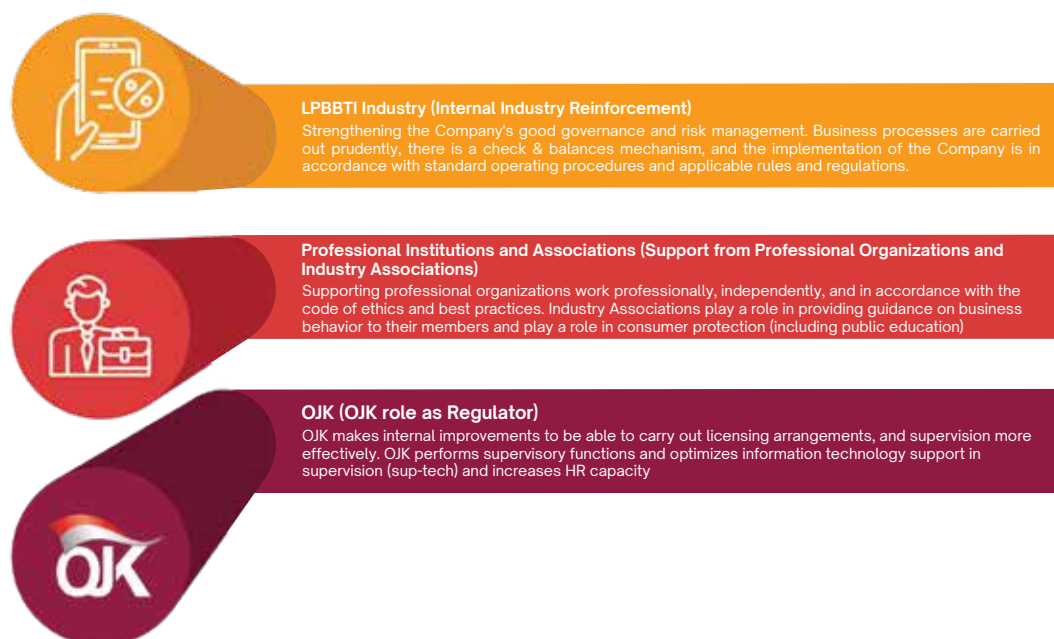 LPBBTI Industry (Internal Industry Reinforcement)
Strengthening the Company's good governance and risk management. Business processes are carried
out prudently, there is a check & balances mechanism, and the implementation of the Company is in
accordance with standard operating procedures and applicable rules and regulations.
Professional Institutions and Associations (Support from Professional Organizations and
Industry Associations)
Supporting professional organizations work professionally, independently, and in accordance with the
code of ethics and best practices. Industry Associations play a role in providing guidance on business
behavior to their members and play a role in consumer protection (including public education)
OJK (OJK role as Regulator)
OJK makes internal improvements to be able to carry out licensing arrangements, and supervision more
effectively. OJK performs supervisory functions and optimizes information technology support in
supervision (sup-tech) and increases HR capacity
%
OJK